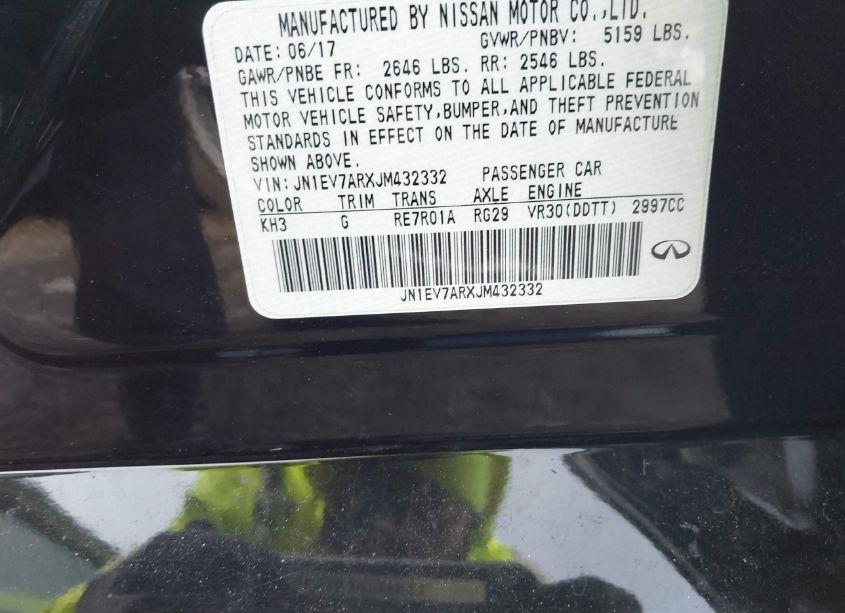 MANUFACTURED BY NISSAN MOTOR CO.,LTD.
DATE: 06/17 GVWR/PNBV: 5159 LBS.
GAWR/PNBE FR: 2646 LBS. RR: 2546 LBS.
THIS VEHICLE CONFORMS TO ALL APPLICABLE FEDERAL
MOTOR VEHICLE SAFETY,BUMPER,AND THEFT PREVENTION
STANDARDS IN EFFECT ON THE DATE OF MANUFACTURE
SHOWN ABOVE.
VIN:JN1EV7ARXJM432332 PASSENGER CAR
COLOR TRIM TRANS AXLE ENGINE
KH3 G RE7R01A RG29 VR30(DDTT) 2997CC
JN1EV7ARXJM432332